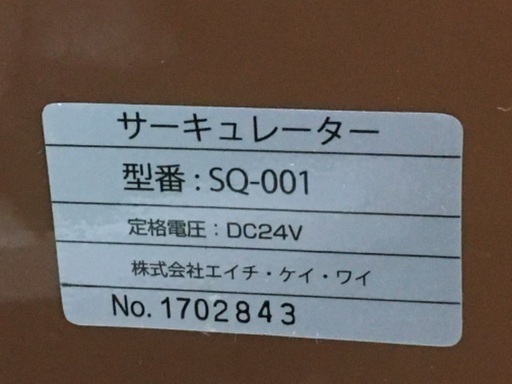 サーキュレーター
型番：SQ-001
定格電圧：DC24V
株式会社エイチ・ケイ・ワイ
No. 1702843